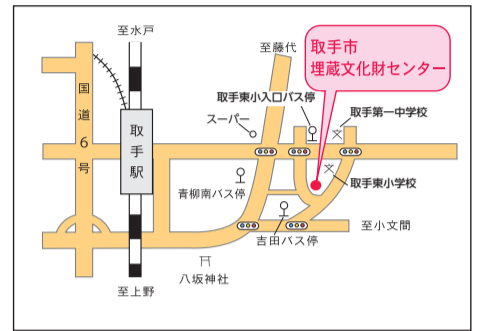 至水戸
至藤代
取手市
埋蔵文化財センター
国道6号
取手東小入口バス停
スーパー
取手第一中学校
文
取手駅
文
取手東小学校
青柳南バス停
吉田バス停
至小文間
八坂神社
至上野